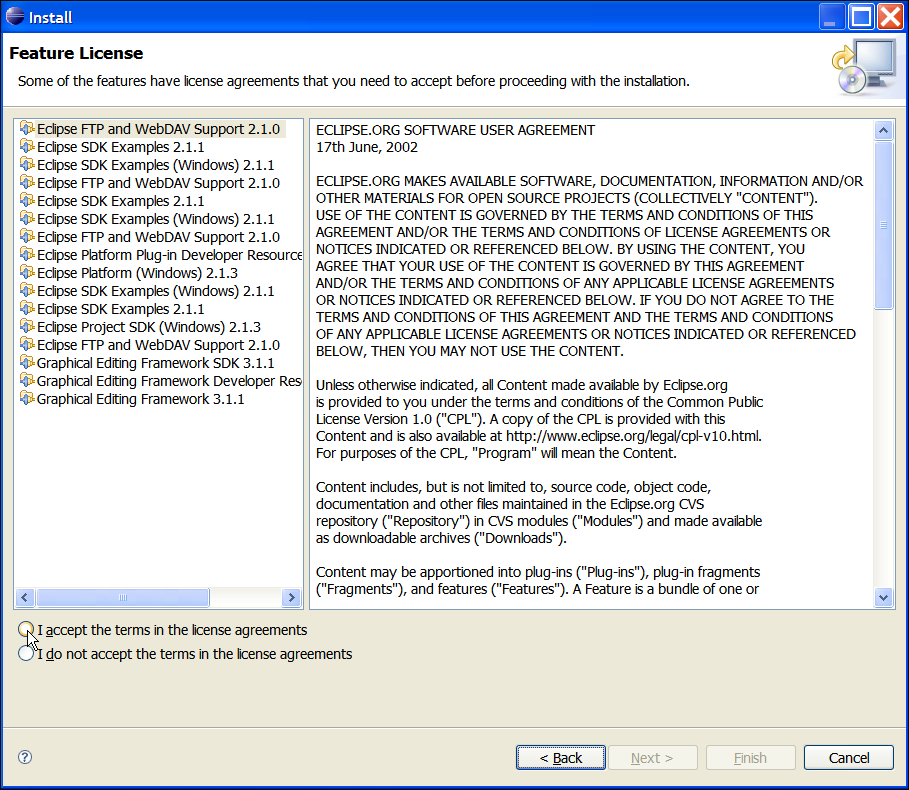 Install
Feature License
Some of the features have license agreements that you need to accept before proceeding with the installation.
Eclipse FTP and WebDAV Support 2.1.0
Eclipse SDK Examples 2.1.1
Eclipse SDK Examples (Windows) 2.1.1
Eclipse FTP and WebDAV Support 2.1.0
Eclipse SDK Examples 2.1.1
Eclipse SDK Examples (Windows) 2.1.1
Eclipse FTP and WebDAV Support 2.1.0
Eclipse Platform Plug-in Developer Resource
Eclipse Platform (Windows) 2.1.3
Eclipse SDK Examples (Windows) 2.1.1
Eclipse SDK Examples 2.1.1
Eclipse Project SDK (Windows) 2.1.3
Eclipse FTP and WebDAV Support 2.1.0
Graphical Editing Framework SDK 3.1.1
Graphical Editing Framework Developer Res
Graphical Editing Framework 3.1.1
ECLIPSE.ORG SOFTWARE USER AGREEMENT
17th June, 2002
ECLIPSE.ORG MAKES AVAILABLE SOFTWARE, DOCUMENTATION, INFORMATION AND/OR
OTHER MATERIALS FOR OPEN SOURCE PROJECTS (COLLECTIVELY "CONTENT").
USE OF THE CONTENT IS GOVERNED BY THE TERMS AND CONDITIONS OF THIS
AGREEMENT AND/OR THE TERMS AND CONDITIONS OF LICENSE AGREEMENTS OR
NOTICES INDICATED OR REFERENCED BELOW. BY USING THE CONTENT, YOU
AGREE THAT YOUR USE OF THE CONTENT IS GOVERNED BY THIS AGREEMENT
AND/OR THE TERMS AND CONDITIONS OF ANY APPLICABLE LICENSE AGREEMENTS
OR NOTICES INDICATED OR REFERENCED BELOW. IF YOU DO NOT AGREE TO THE
TERMS AND CONDITIONS OF THIS AGREEMENT AND THE TERMS AND CONDITIONS
OF ANY APPLICABLE LICENSE AGREEMENTS OR NOTICES INDICATED OR REFERENCED
BELOW, THEN YOU MAY NOT USE THE CONTENT.
Unless otherwise indicated, all Content made available by Eclipse.org
is provided to you under the terms and conditions of the Common Public
License Version 1.0 ("CPL"). A copy of the CPL is provided with this
Content and is also available at http://www.eclipse.org/legal/cpl-v10.html.
For purposes of the CPL, "Program" will mean the Content.
Content includes, but is not limited to, source code, object code,
documentation and other files maintained in the Eclipse.org CVS
repository ("Repository") in CVS modules ("Modules") and made available
as downloadable archives ("Downloads").
Content may be apportioned into plug-ins ("Plug-ins"), plug-in fragments
("Fragments"), and features ("Features"). A Feature is a bundle of one or
I accept the terms in the license agreements
I do not accept the terms in the license agreements
?
< Back
Next >
Finish
Cancel